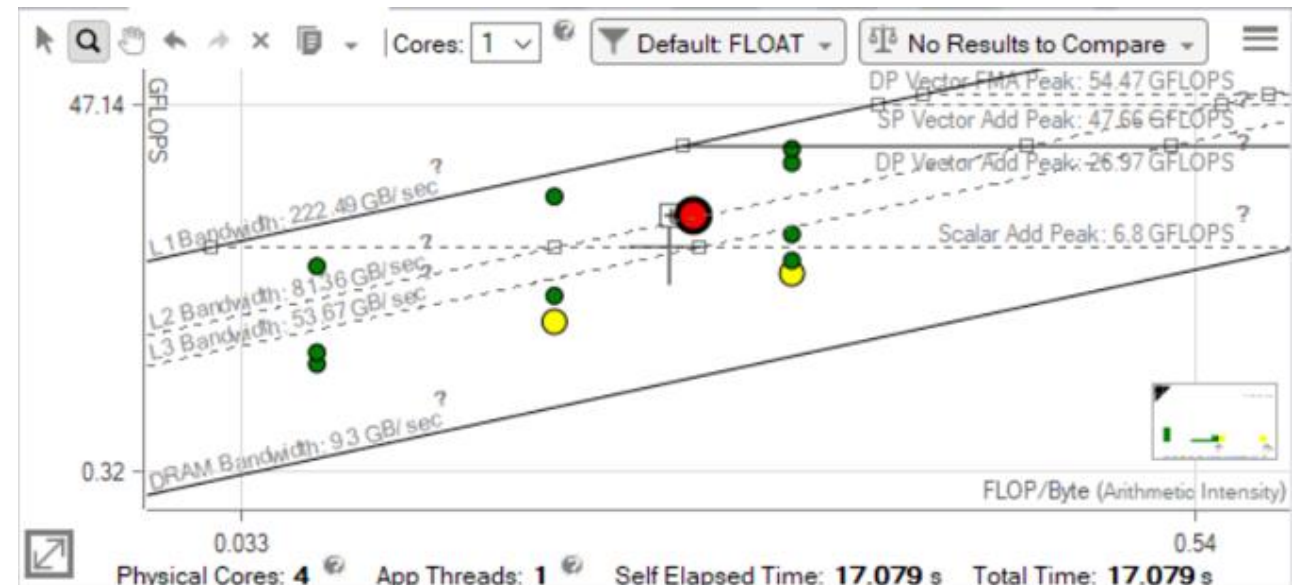 Cores: 1 Default: FLOAT No Results to Compare
GFLOPS
47.14
DP Vector FMA Peak: 54.47 GFLOPS
?
SP Vector Add Peak: 47.66 GFLOPS
?
DP Vector Add Peak: 26.97 GFLOPS
?
L1 Bandwidth: 222.49 GB/sec
?
Scalar Add Peak: 6.8 GFLOPS
?
L2 Bandwidth: 81.36 GB/sec
?
L3 Bandwidth: 53.67 GB/sec
?
DRAM Bandwidth: 9.3 GB/sec
0.32
FLOP/Byte (Arithmetic Intensity)
0.033
0.54
Physical Cores: 4 App Threads: 1 Self Elapsed Time: 17.079 s Total Time: 17.079 s